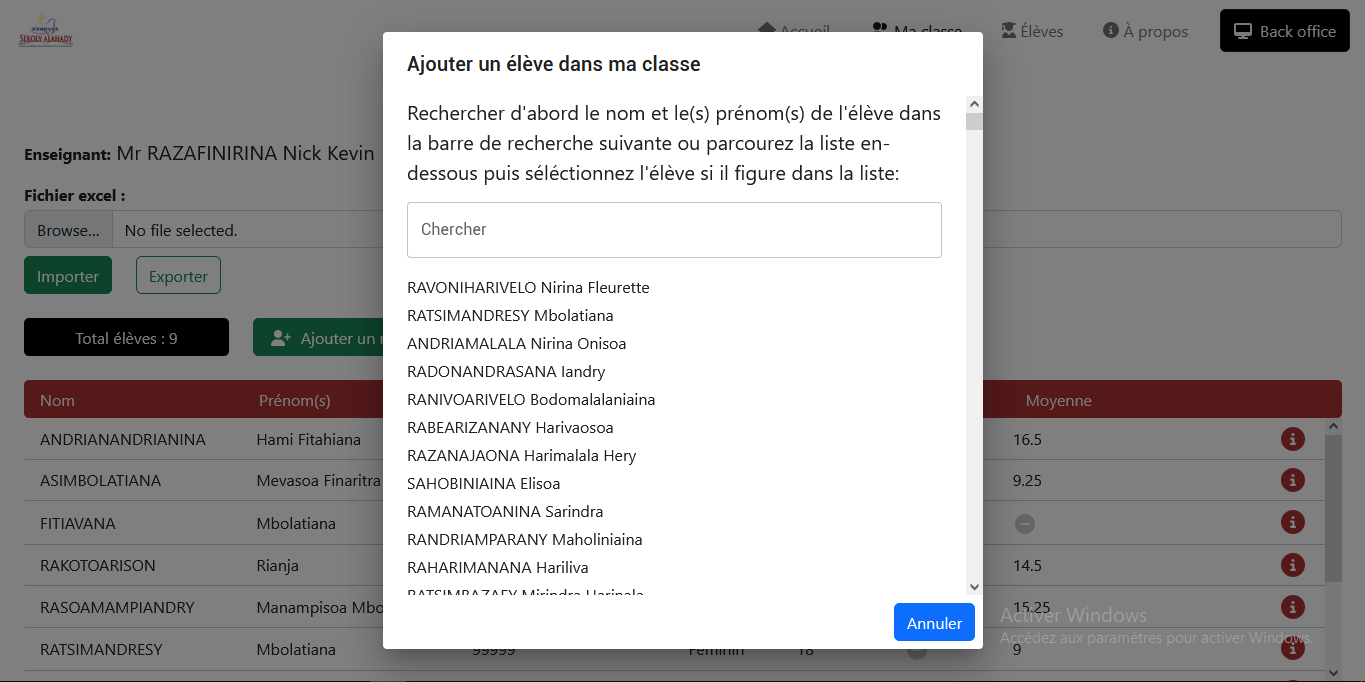 SEKOLY ALAHADY
Accueil
Ma classe
Élèves
À propos
Back office
Ajouter un élève dans ma classe
Rechercher d'abord le nom et le(s) prénom(s) de l'élève dans
la barre de recherche suivante ou parcourez la liste en-
dessous puis séléctionnez l'élève si il figure dans la liste:
Chercher
RAVONIHARIVELO Nirina Fleurette
RATSIMANDRESY Mbolatiana
ANDRIAMALALA Nirina Onisoa
RADONANDRASANA Iandry
RANIVOARIVELO Bodomalalaniaina
RABEARIZANANY Harivaosoa
RAZANAJAONA Harimalala Hery
SAHOBINIAINA Elisoa
RAMANATOANINA Sarindra
RANDRIAMPARANY Maholiniaina
RAHARIMANANA Hariliva
RATSIMBAZAFY Mirindra Harinala
Annuler
Enseignant: Mr RAZAFINIRINA Nick Kevin
Fichier excel :
Browse... No file selected.
Importer Exporter
Total élèves : 9 Ajouter un
Nom Prénom(s) Moyenne
ANDRIANANDRIANINA Hami Fitahiana 16.5
ASIMBOLATIANA Mevasoa Finaritra 9.25
FITIAVANA Mbolatiana
RAKOTOARISON Rianja 14.5
RASOAMAMPIANDRY Manampisoa Mbo 15.25
RATSIMANDRESY Mbolatiana 99999 Feminin 18 9
Activer Windows
Accédez aux paramètres pour activer Windows.